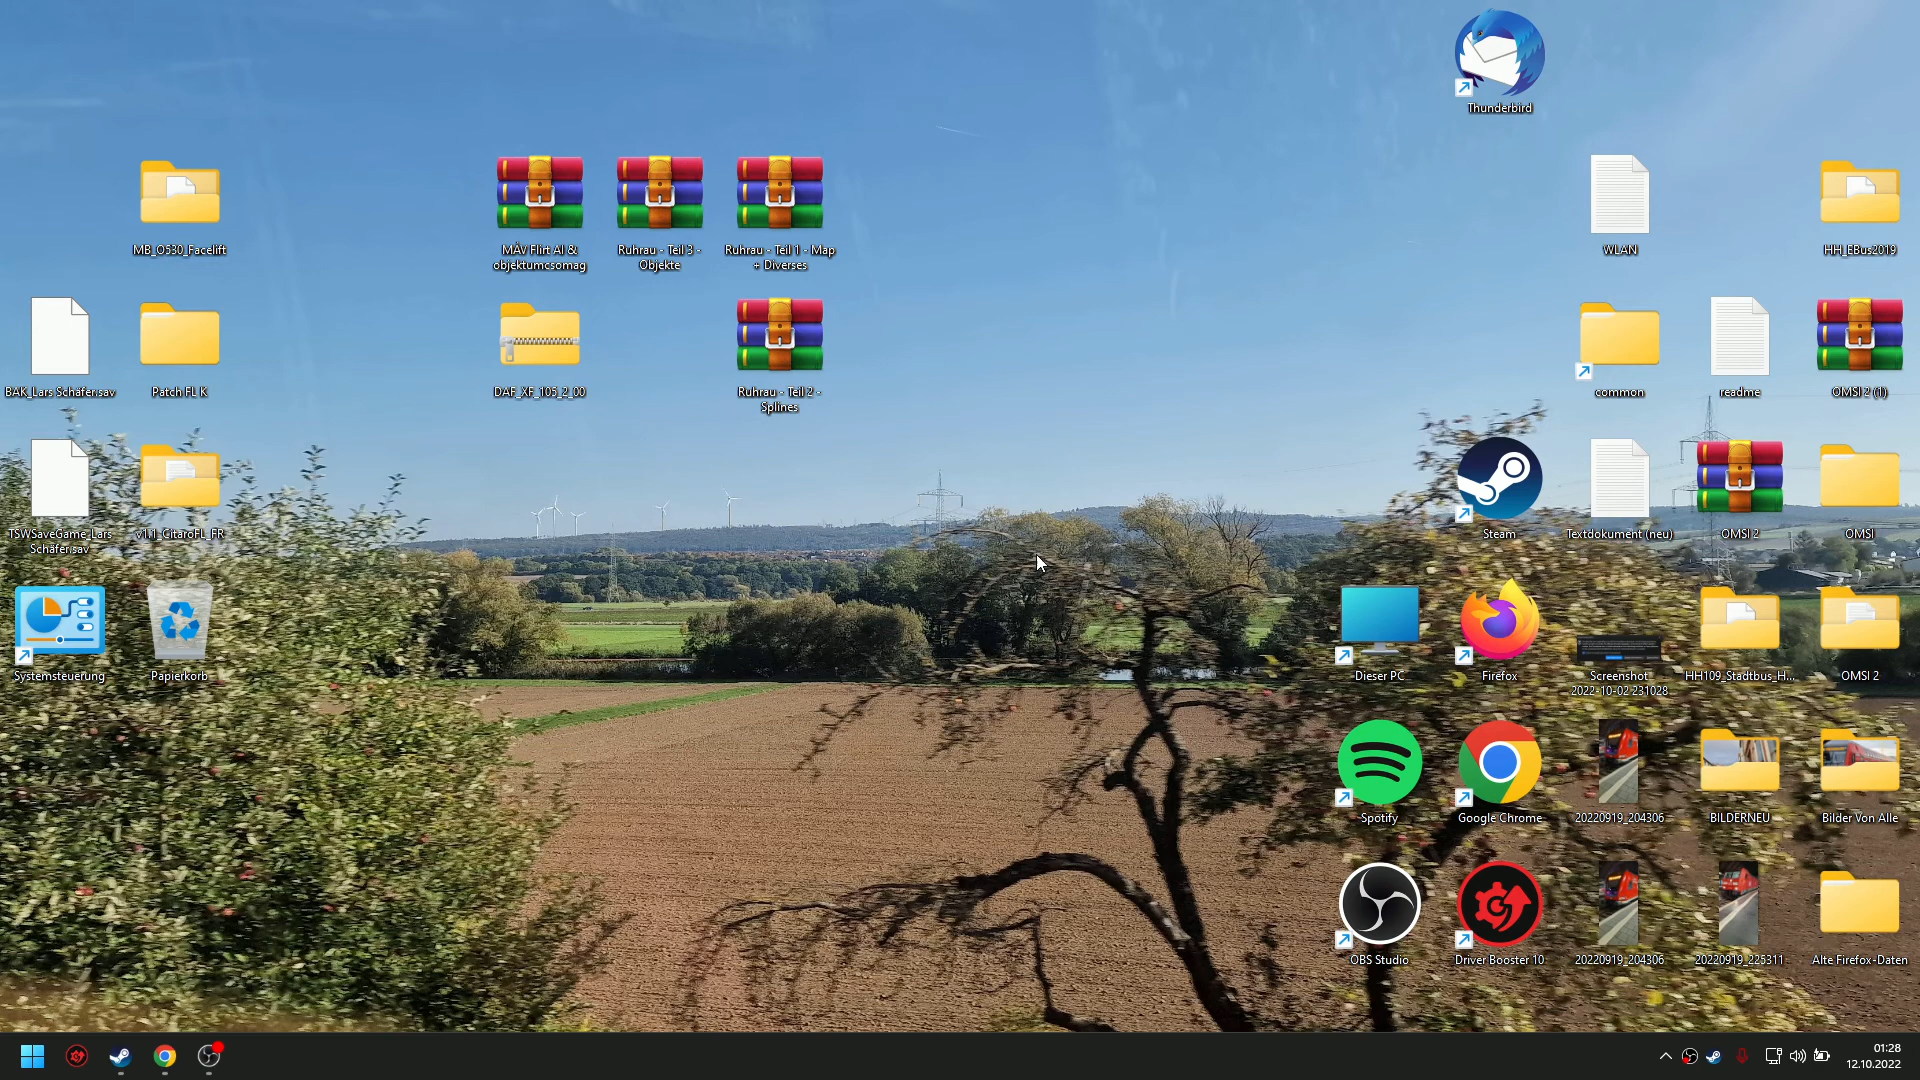 Thunderbird
MB_O530_Facelift
MÁV Flirt AI &
objektumcsomag
Ruhrau - Teil 3 -
Objekte
Ruhrau - Teil 1 - Map
+ Diverses
WLAN
HH_EBus2019
BAK_Lars Schäfer.sav
Patch FL K
DAF_XF_105_2_00
Ruhrau - Teil 2 -
Splines
common
readme
OMSI 2 (1)
TSWSaveGame_Lars
Schäfer.sav
v1.1_CitaroFL_FR
Steam
Textdokument (neu)
OMSI 2
OMSI
Systemsteuerung
Papierkorb
Dieser PC
Firefox
Screenshot
2022-10-02 231028
HH109_Stadtbus_H...
OMSI 2
Spotify
Google Chrome
20220919_204306
BILDERNEU
Bilder Von Alle
OBS Studio
Driver Booster 10
20220919_204306
20220919_225311
Alte Firefox-Daten
01:28
12.10.2022